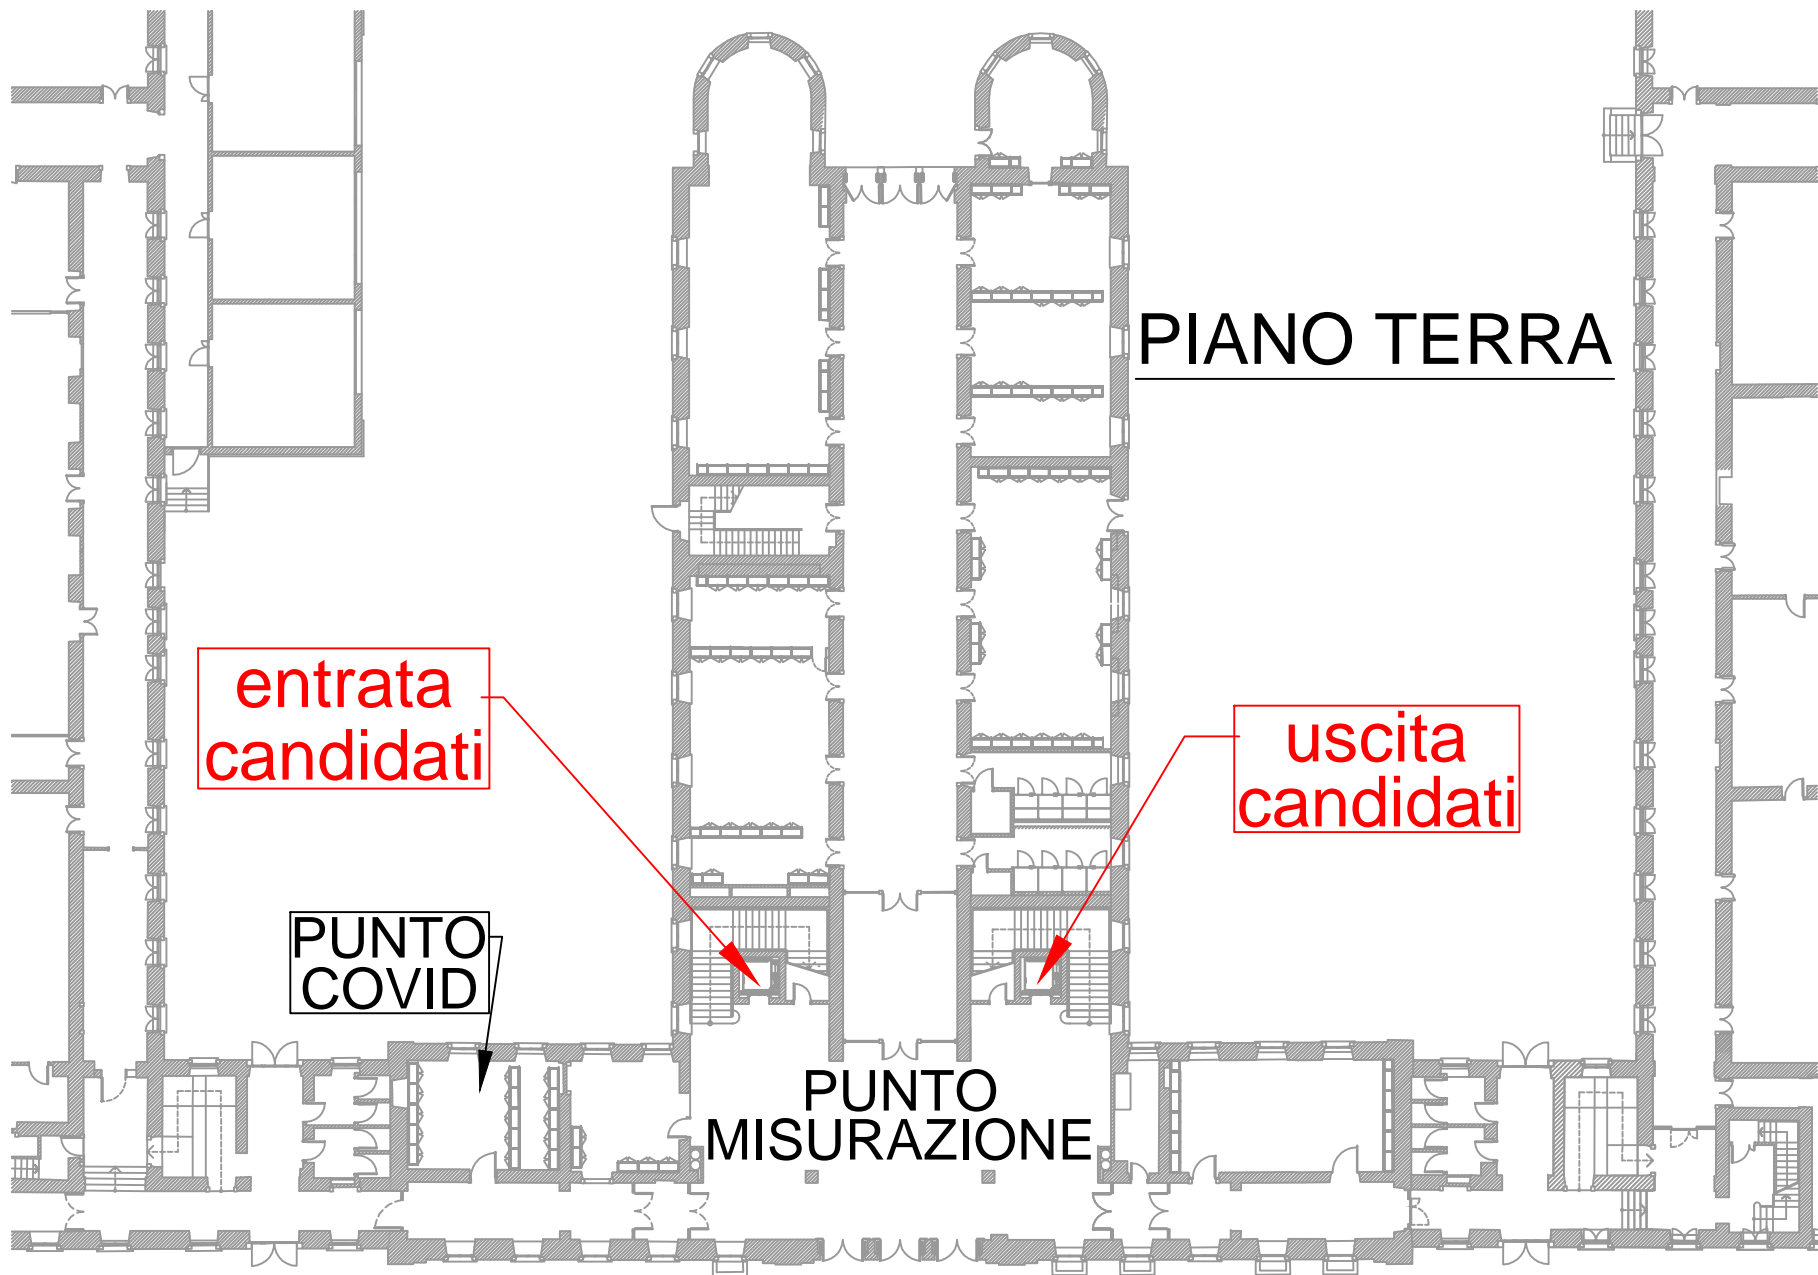 PIANO TERRA
entrata
candidati
uscita
candidati
PUNTO
COVID
PUNTO
MISURAZIONE